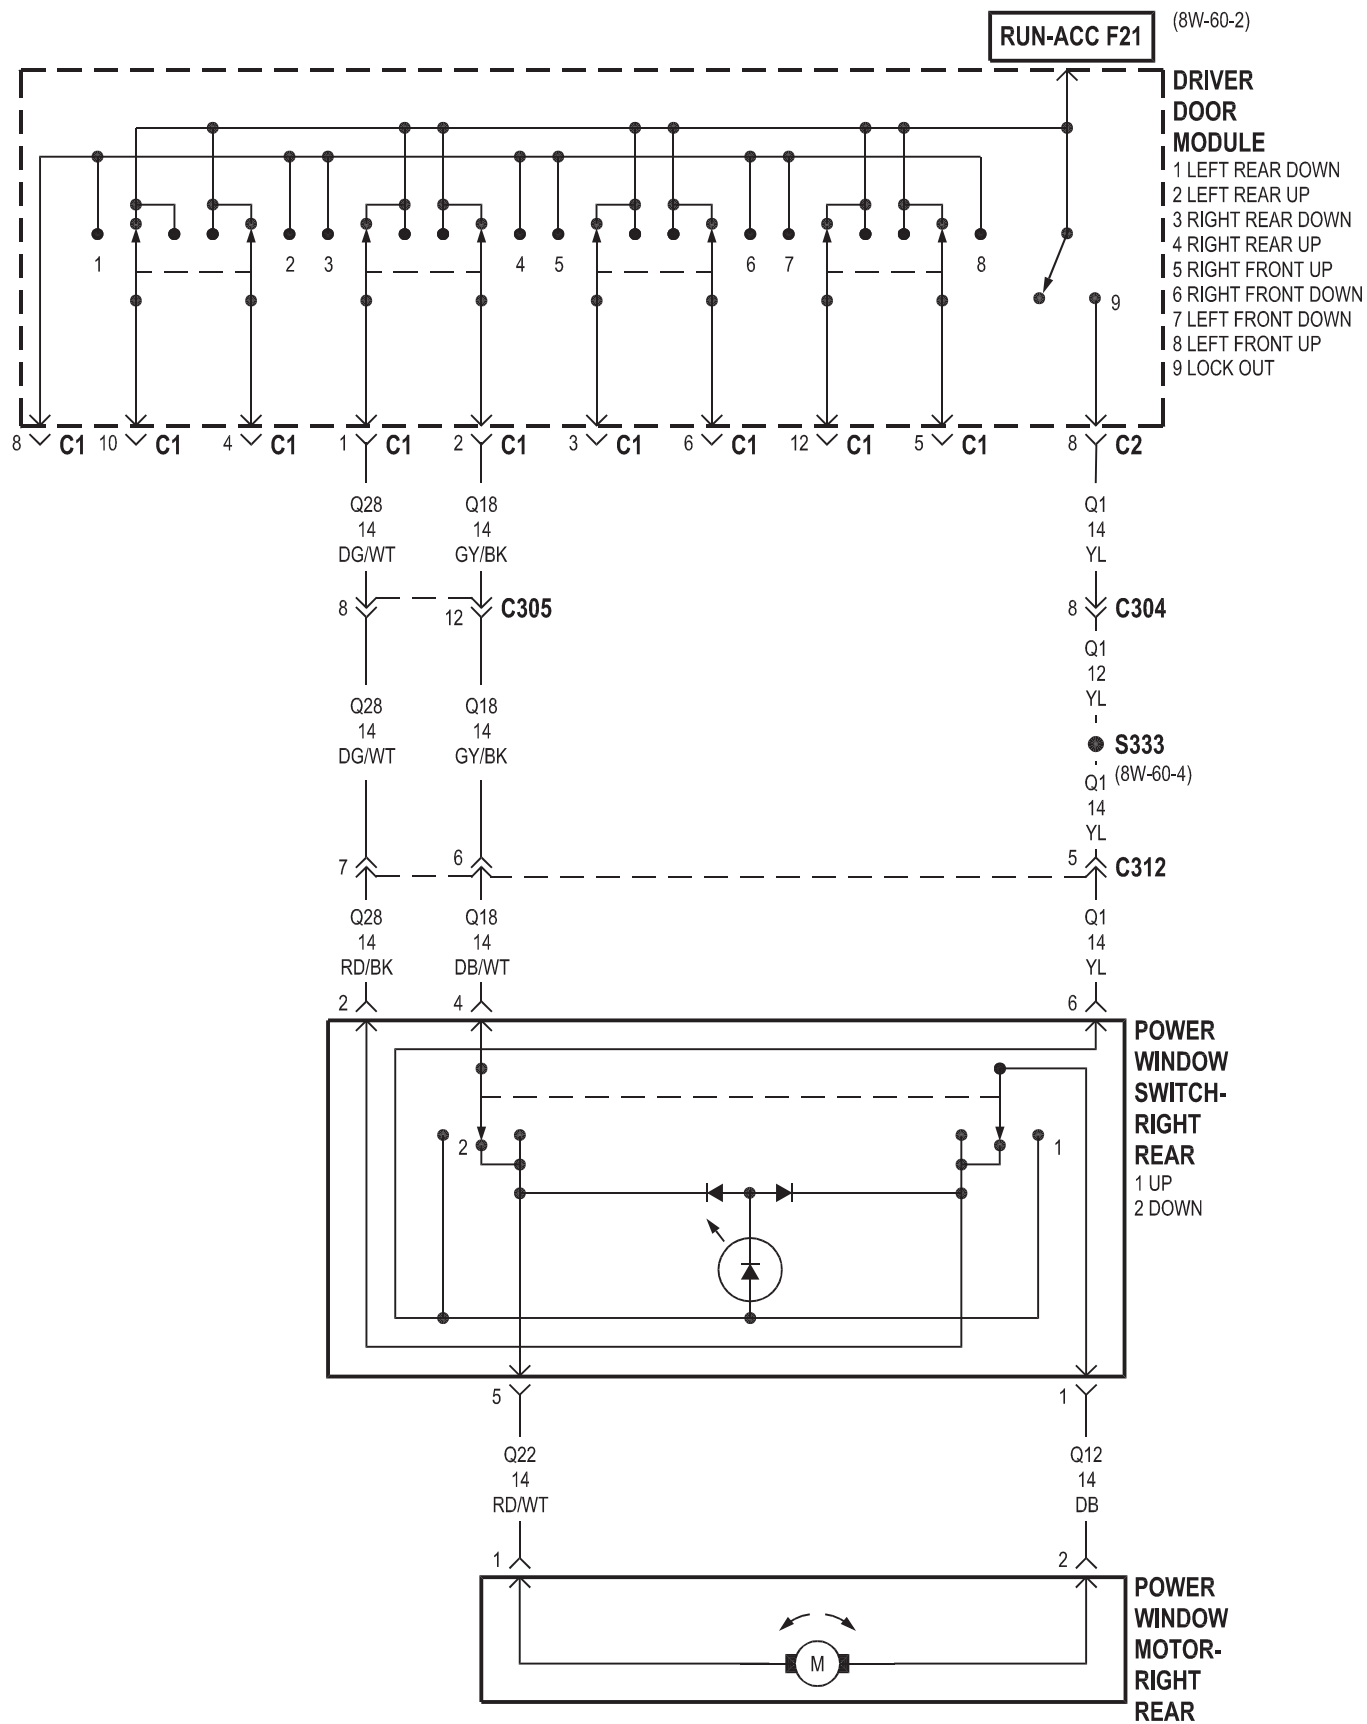 RUN-ACC F21
(8W-60-2)
DRIVER
DOOR
MODULE
1 LEFT REAR DOWN
2 LEFT REAR UP
3 RIGHT REAR DOWN
4 RIGHT REAR UP
5 RIGHT FRONT UP
6 RIGHT FRONT DOWN
7 LEFT FRONT DOWN
8 LEFT FRONT UP
9 LOCK OUT
1 2 3 4 5 6 7 8
9
8 C1 10 C1 4 C1 1 C1 2 C1 3 C1 6 C1 12 C1 5 C1 8 C2
Q28 Q18 Q1
14 14 14
DG/WT GY/BK YL
8 12 C305 8 C304
Q1
12
YL
Q28 Q18
14 14
DG/WT GY/BK
S333
(8W-60-4)
Q1
14
YL
7 6 5 C312
Q28 Q18 Q1
14 14 14
RD/BK DB/WT YL
2 4 6
POWER
WINDOW
SWITCH-
RIGHT
REAR
1 UP
2 DOWN
2 1
5 1
Q22 Q12
14 14
RD/WT DB
1 2
POWER
WINDOW
MOTOR-
RIGHT
REAR
M